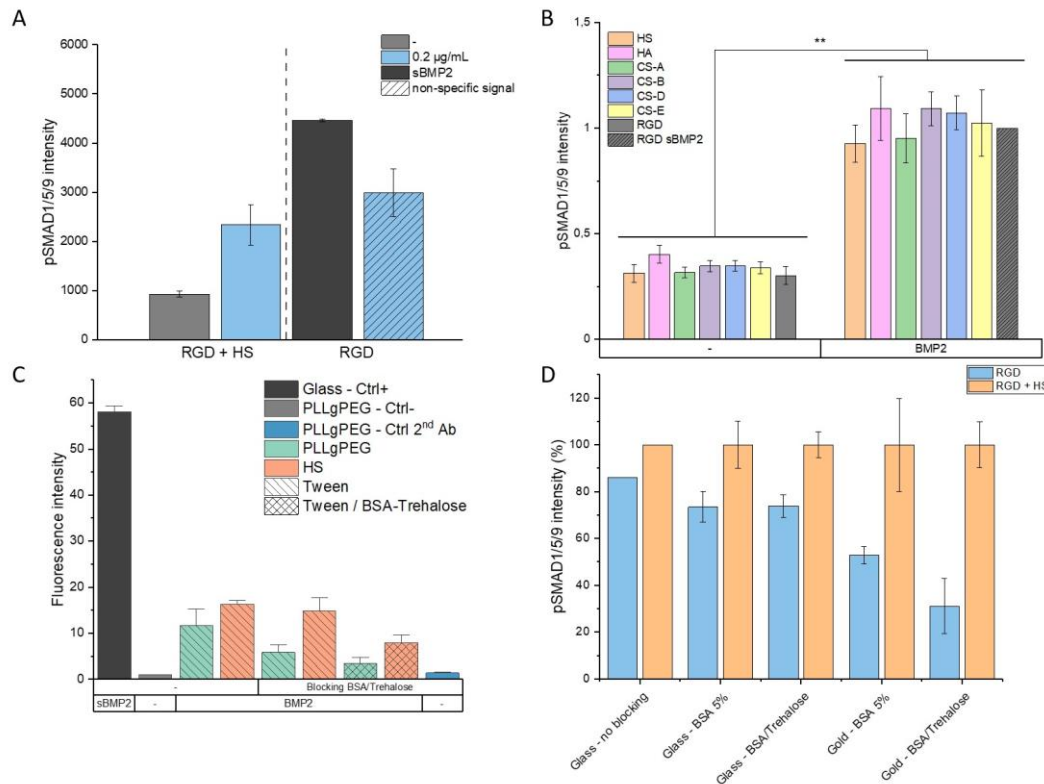 A
pSMAD1/5/9 intensity
6000
5000
4000
3000
2000
1000
0
-
0.2 µg/mL
sBMP2
non-specific signal
RGD + HS
RGD
B
pSMAD1/5/9 intensity
1,5
1
0,5
0
HS
HA
CS-A
CS-B
CS-D
CS-E
RGD
RGD sBMP2
**
-
BMP2
C
Fluorescence intensity
60
50
40
30
20
10
0
Glass - Ctrl+
PLLgPEG - Ctrl-
PLLgPEG - Ctrl 2nd Ab
PLLgPEG
HS
Tween
Tween / BSA-Trehalose
- Blocking BSA/Trehalose
sBMP2 - BMP2 -
D
pSMAD1/5/9 intensity (%)
120
100
80
60
40
20
0
RGD
RGD + HS
Glass - no blocking
Glass - BSA 5%
Glass - BSA/Trehalose
Gold - BSA 5%
Gold - BSA/Trehalose